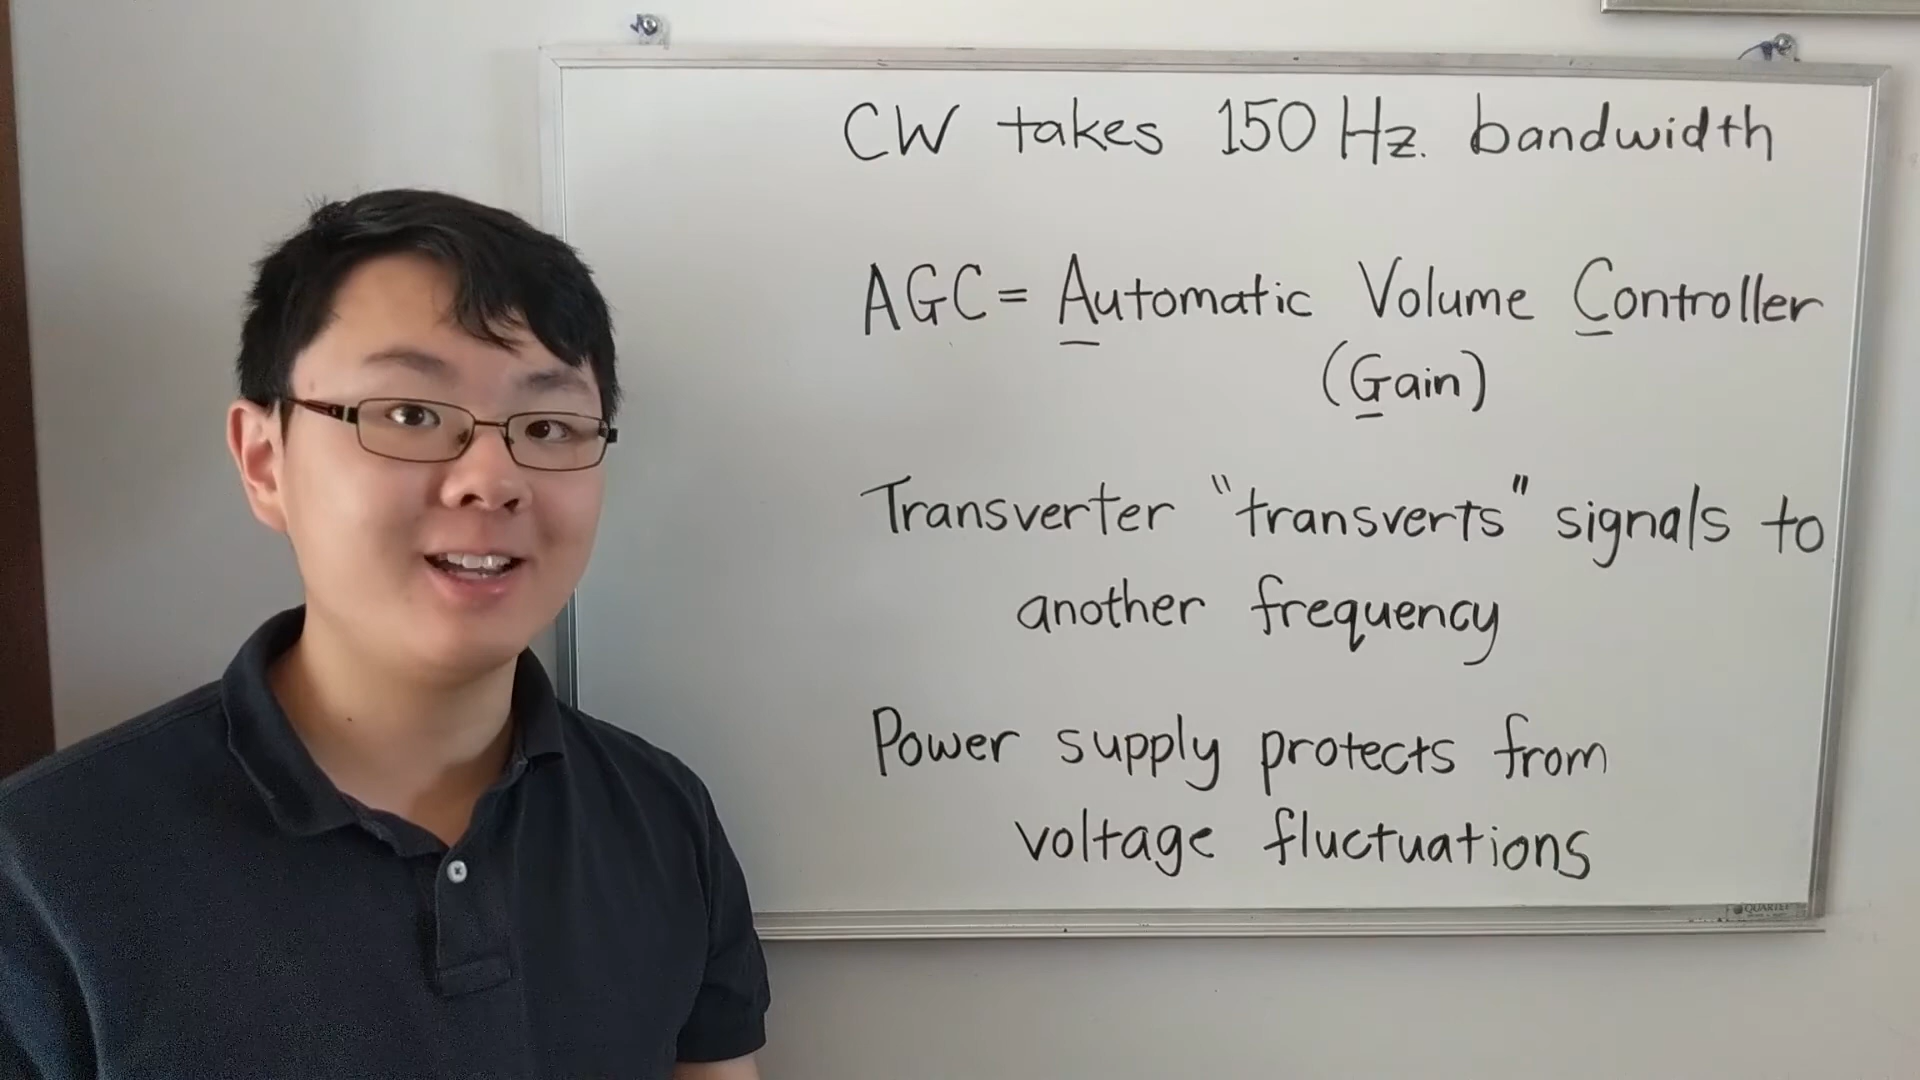 CW takes 150 Hz. bandwidth
AGC = Automatic Volume Controller
(Gain)
Transverter "transverts" signals to
another frequency
Power supply protects from
voltage fluctuations
QUARTET